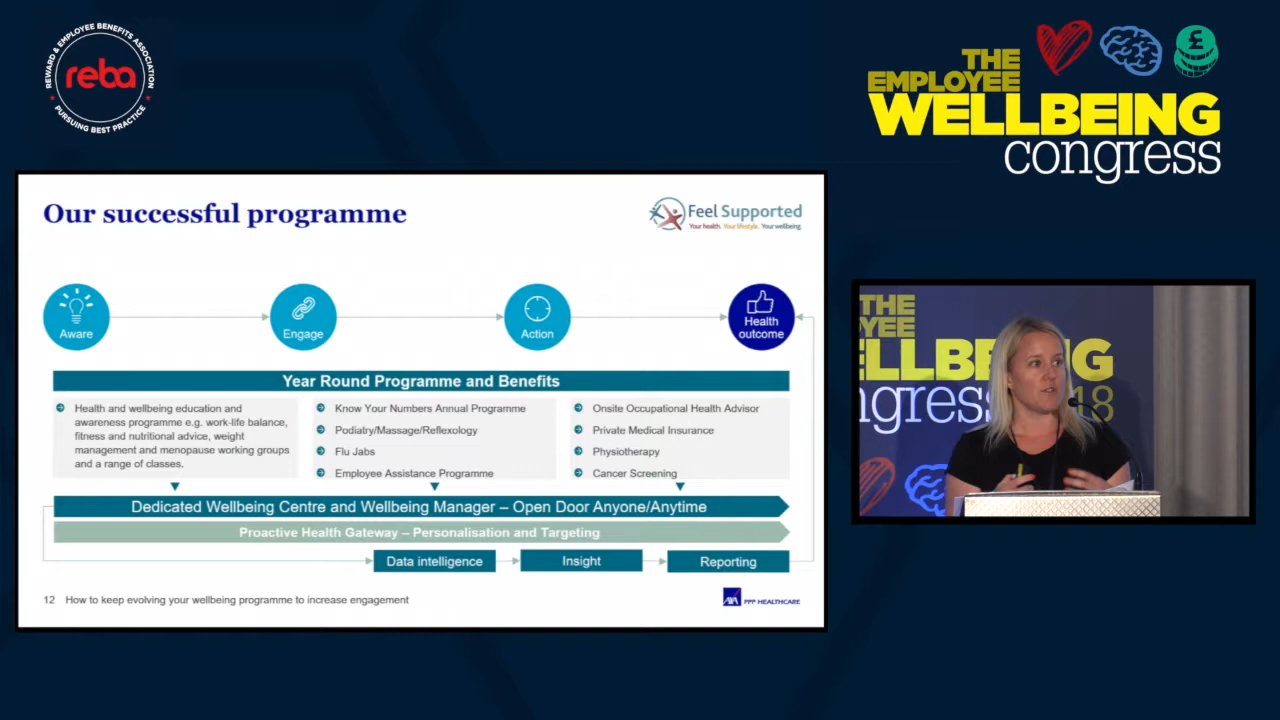 REWARD & EMPLOYEE BENEFITS ASSOCIATION
reba
PURSUING BEST PRACTICE
THE
EMPLOYEE
WELLBEING
congress
£
Our successful programme
Feel Supported
Your health. Your lifestyle. Your wellbeing.
Aware
Engage
Action
Health
outcome
Year Round Programme and Benefits
Health and wellbeing education and
awareness programme e.g. work-life balance,
fitness and nutritional advice, weight
management and menopause working groups
and a range of classes.
Know Your Numbers Annual Programme
Podiatry/Massage/Reflexology
Flu Jabs
Employee Assistance Programme
Onsite Occupational Health Advisor
Private Medical Insurance
Physiotherapy
Cancer Screening
Dedicated Wellbeing Centre and Wellbeing Manager – Open Door Anyone/Anytime
Proactive Health Gateway – Personalisation and Targeting
Data intelligence
Insight
Reporting
12 How to keep evolving your wellbeing programme to increase engagement
AXA PPP HEALTHCARE
THE
YEE
ELLBEING
ngress
18